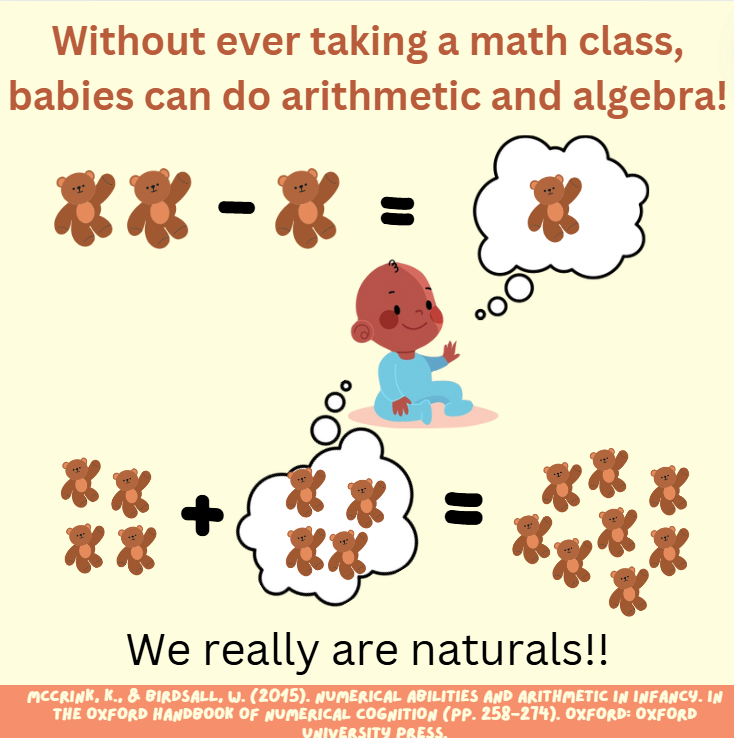 Without ever taking a math class,
babies can do arithmetic and algebra!
- =
+ =
We really are naturals!!
MCCRINK, K., & BIRDSALL, W. (2015). NUMERICAL ABILITIES AND ARITHMETIC IN INFANCY. IN
THE OXFORD HANDBOOK OF NUMERICAL COGNITION (PP. 258-274). OXFORD: OXFORD
UNIVERSITY PRESS.